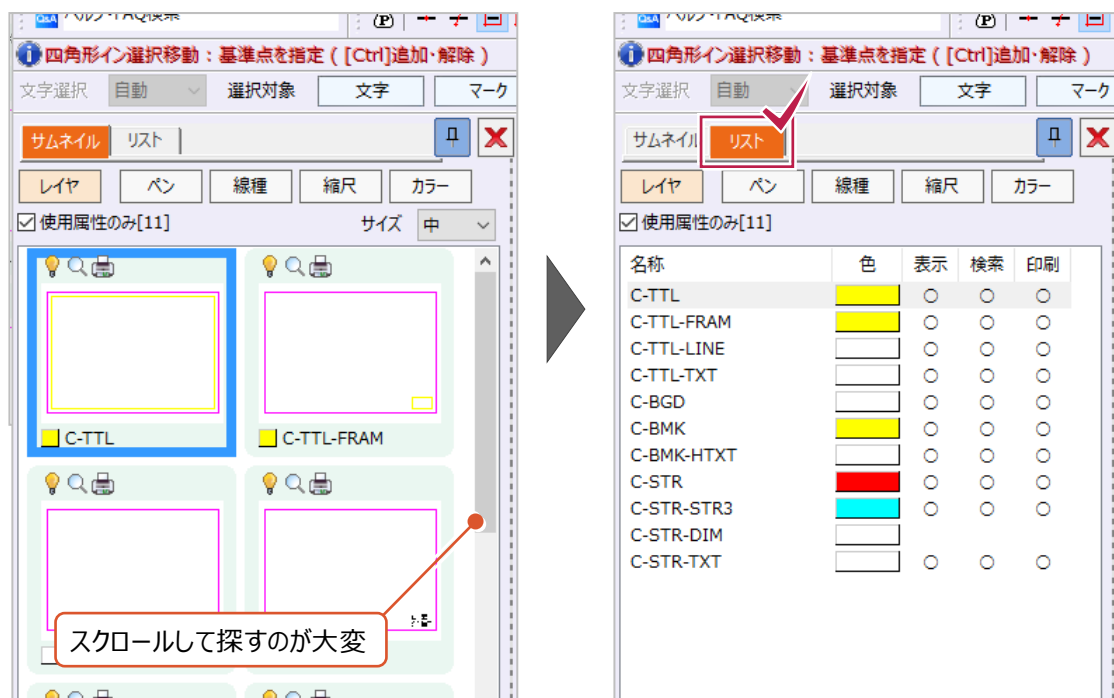 Q&A ヘルプ・FAQ検索
(P)
四角形イン選択移動：基準点を指定 ( [Ctrl]追加・解除 )
文字選択 自動 選択対象 文字 マーク
サムネイル リスト
レイヤ ペン 線種 縮尺 カラー
使用属性のみ[11] サイズ 中
C-TTL C-TTL-FRAM
スクロールして探すのが大変
ヘルプ・FAQ検索
(P)
四角形イン選択移動：基準点を指定 ( [Ctrl]追加・解除 )
文字選択 自動 選択対象 文字 マーク
サムネイル リスト
レイヤ ペン 線種 縮尺 カラー
使用属性のみ[11]
名称 色 表示 検索 印刷
C-TTL ○ ○ ○
C-TTL-FRAM ○ ○ ○
C-TTL-LINE ○ ○ ○
C-TTL-TXT ○ ○ ○
C-BGD ○ ○ ○
C-BMK ○ ○ ○
C-BMK-HTXT ○ ○ ○
C-STR ○ ○ ○
C-STR-STR3 ○ ○ ○
C-STR-DIM
C-STR-TXT ○ ○ ○